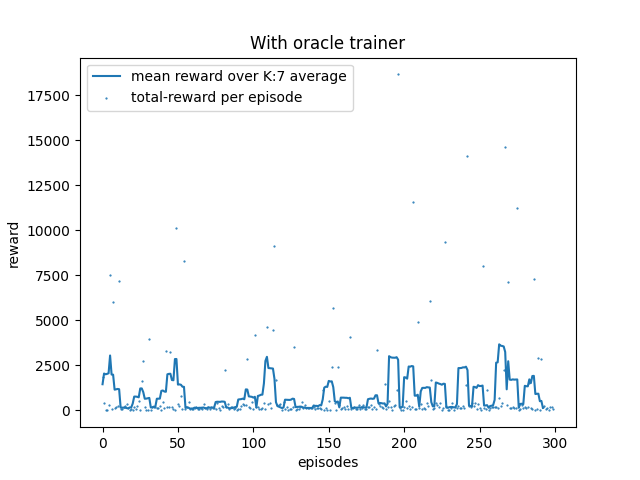 With oracle trainer
mean reward over K:7 average
total-reward per episode
17500
15000
12500
10000
7500
5000
2500
0
reward
0 50 100 150 200 250 300
episodes